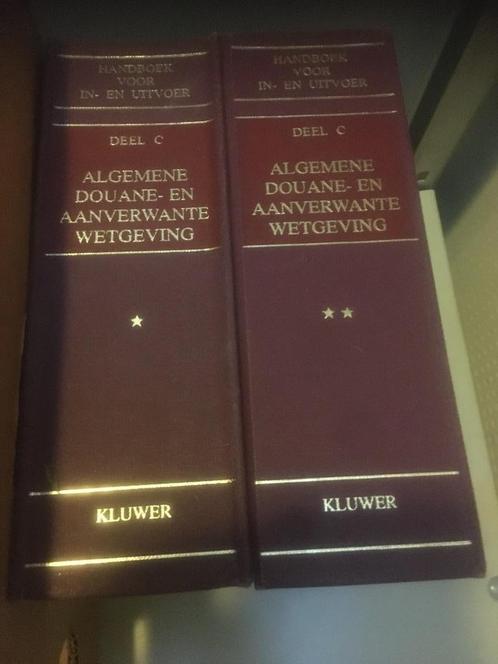 HANDBOEK
VOOR
IN- EN UITVOER
DEEL C
ALGEMENE
DOUANE- EN
AANVERWANTE
WETGEVING
★
KLUWER
HANDBOEK
VOOR
IN- EN UITVOER
DEEL C
ALGEMENE
DOUANE- EN
AANVERWANTE
WETGEVING
★★
KLUWER